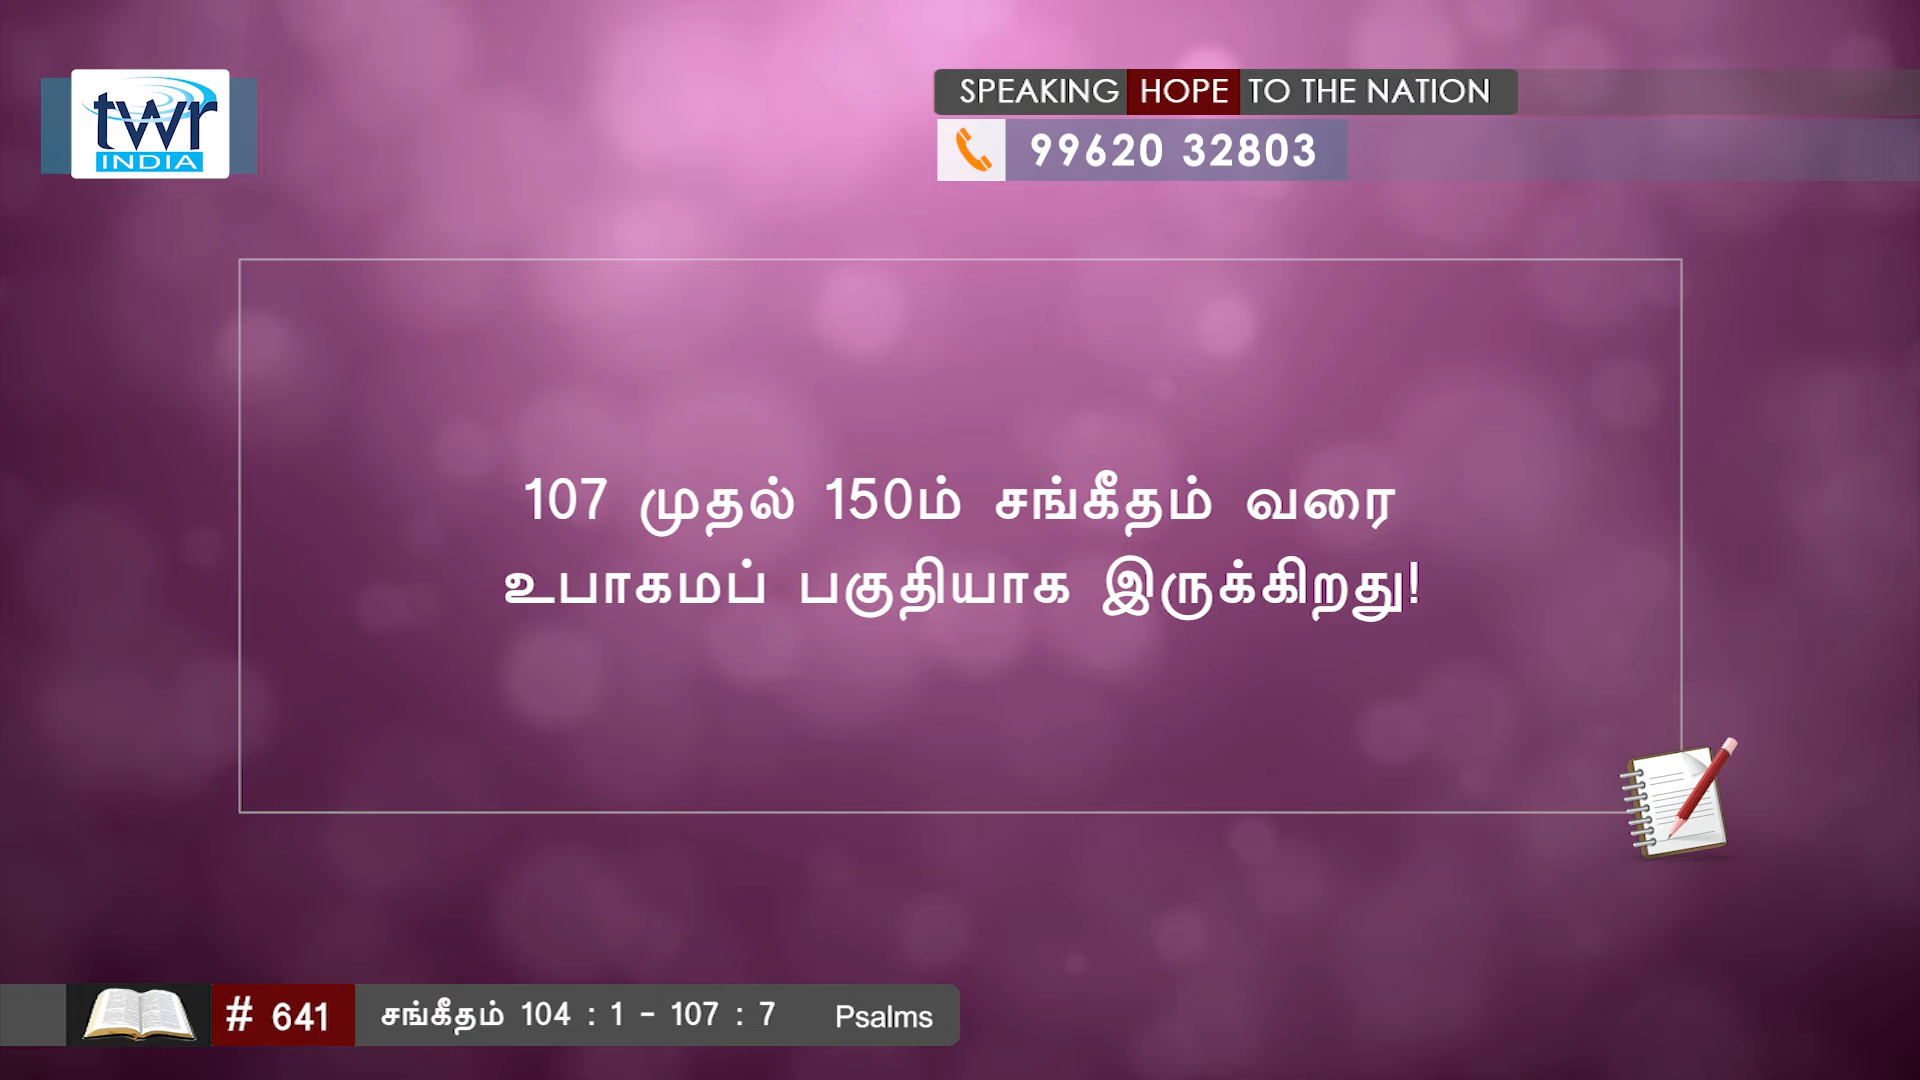 twr
INDIA
SPEAKING HOPE TO THE NATION
99620 32803
107 முதல் 150ம் சங்கீதம் வரை
உபாகமப் பகுதியாக இருக்கிறது!
# 641 சங்கீதம் 104 : 1 - 107 : 7 Psalms